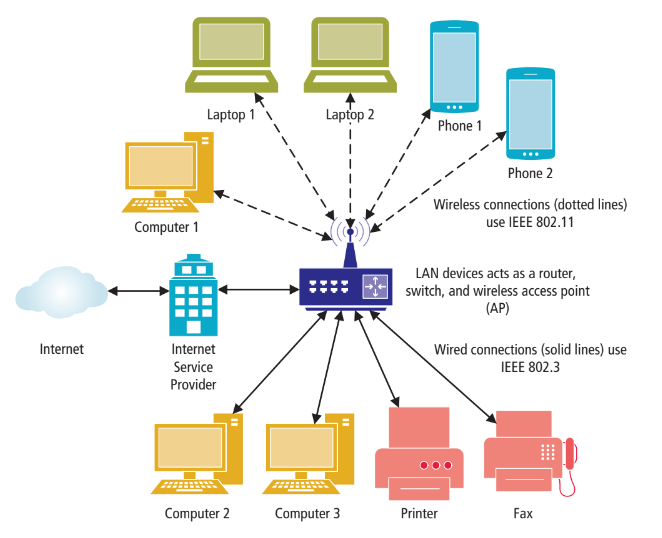 Laptop 1
Laptop 2
Phone 1
Phone 2
Computer 1
Wireless connections (dotted lines)
use IEEE 802.11
LAN devices acts as a router,
switch, and wireless access point
(AP)
Internet
Internet
Service
Provider
Wired connections (solid lines) use
IEEE 802.3
Computer 2
Computer 3
Printer
Fax